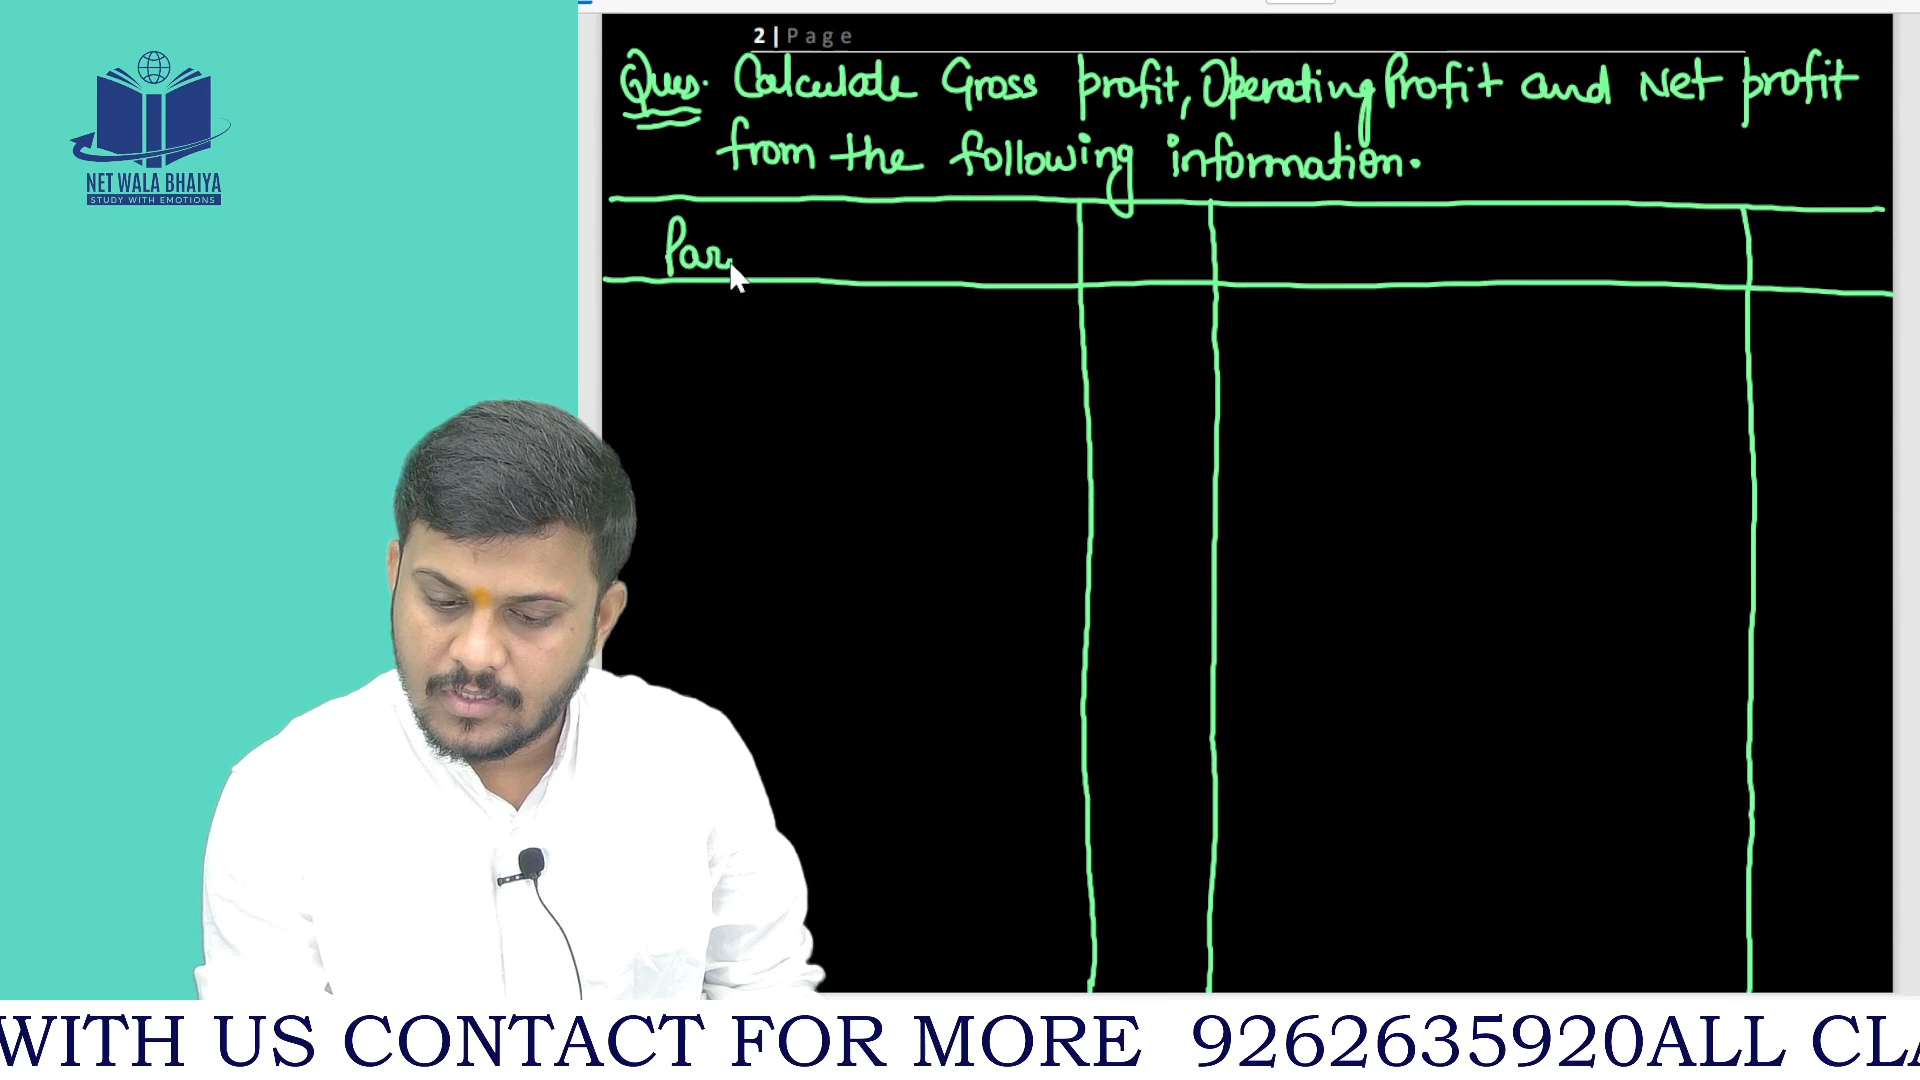 2 | Page
Ques. Calculate Gross profit, Operating Profit and Net profit
from the following information.
Par
NET WALA BHAIYA
STUDY WITH EMOTIONS
WITH US CONTACT FOR MORE 9262635920ALL CLA